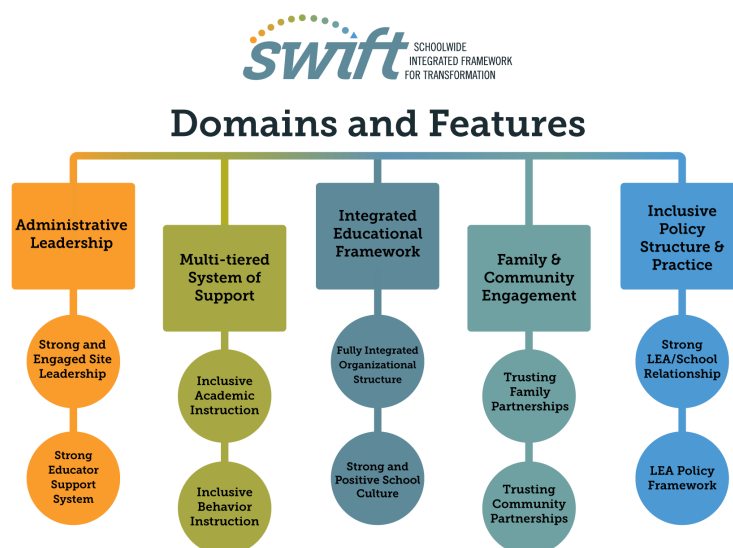 swift
SCHOOLWIDE
INTEGRATED FRAMEWORK
FOR TRANSFORMATION
Domains and Features
Administrative
Leadership
Multi-tiered
System of
Support
Integrated
Educational
Framework
Family &
Community
Engagement
Inclusive
Policy
Structure &
Practice
Strong and
Engaged Site
Leadership
Inclusive
Academic
Instruction
Fully Integrated
Organizational
Structure
Trusting
Family
Partnerships
Strong
LEA/School
Relationship
Strong
Educator
Support
System
Inclusive
Behavior
Instruction
Strong and
Positive School
Culture
Trusting
Community
Partnerships
LEA Policy
Framework